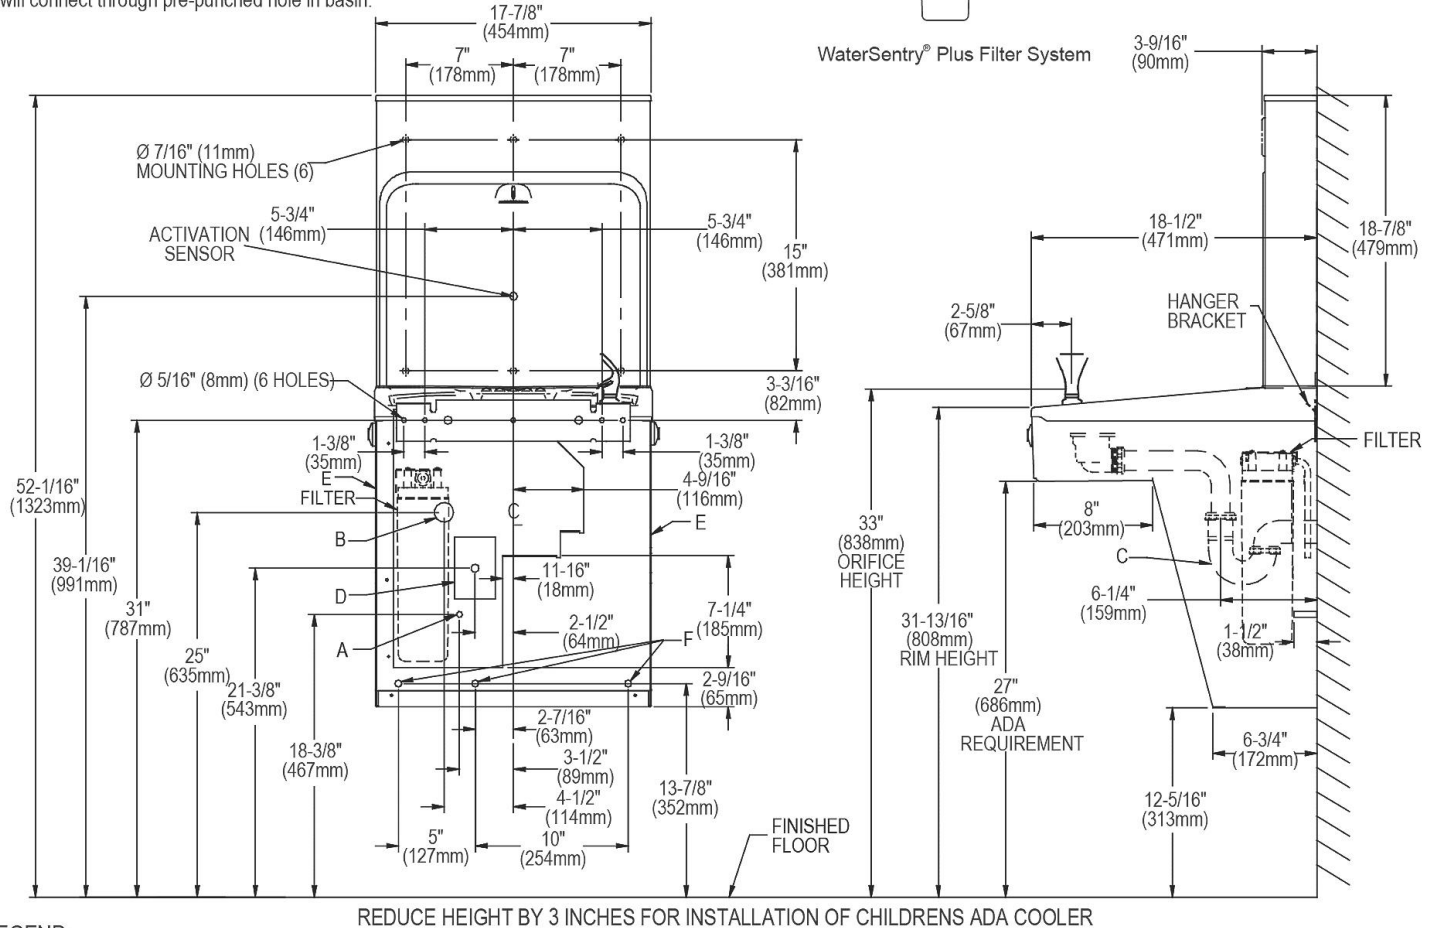 will connect through pre-punched hole in basin.
17-7/8"
(454mm)
7"
(178mm)
7"
(178mm)
WaterSentry® Plus Filter System
3-9/16"
(90mm)
Ø 7/16" (11mm)
MOUNTING HOLES (6)
5-3/4"
(146mm)
ACTIVATION
SENSOR
5-3/4"
(146mm)
15"
(381mm)
18-1/2"
(471mm)
18-7/8"
(479mm)
2-5/8"
(67mm)
HANGER
BRACKET
Ø 5/16" (8mm) (6 HOLES)
3-3/16"
(82mm)
1-3/8"
(35mm)
1-3/8"
(35mm)
FILTER
E
FILTER
4-9/16"
(116mm)
52-1/16"
(1323mm)
B
C
E
8"
(203mm)
33"
(838mm)
ORIFICE
HEIGHT
C
39-1/16"
(991mm)
D
11-16"
(18mm)
31"
(787mm)
7-1/4"
(185mm)
6-1/4"
(159mm)
2-1/2"
(64mm)
A
F
31-13/16"
(808mm)
RIM HEIGHT
1-1/2"
(38mm)
25"
(635mm)
21-3/8"
(543mm)
2-9/16"
(65mm)
27"
(686mm)
ADA
REQUIREMENT
2-7/16"
(63mm)
18-3/8"
(467mm)
3-1/2"
(89mm)
6-3/4"
(172mm)
13-7/8"
(352mm)
4-1/2"
(114mm)
12-5/16"
(313mm)
5"
(127mm)
10"
(254mm)
FINISHED
FLOOR
REDUCE HEIGHT BY 3 INCHES FOR INSTALLATION OF CHILDRENS ADA COOLER